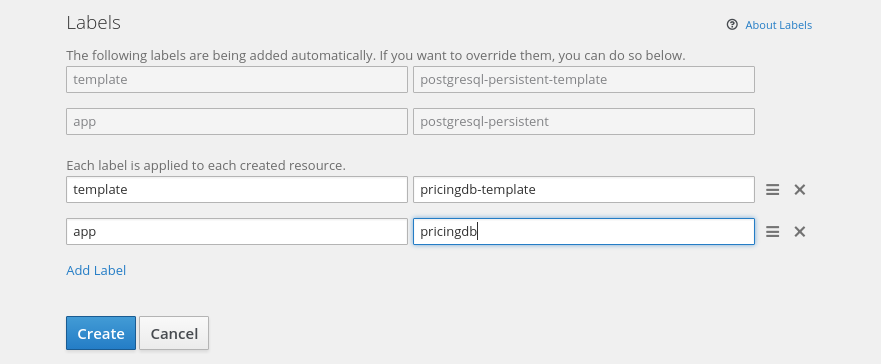 Labels
About Labels
The following labels are being added automatically. If you want to override them, you can do so below.
template postgresql-persistent-template
app postgresql-persistent
Each label is applied to each created resource.
template pricingdb-template
app pricingdb
Add Label
Create Cancel